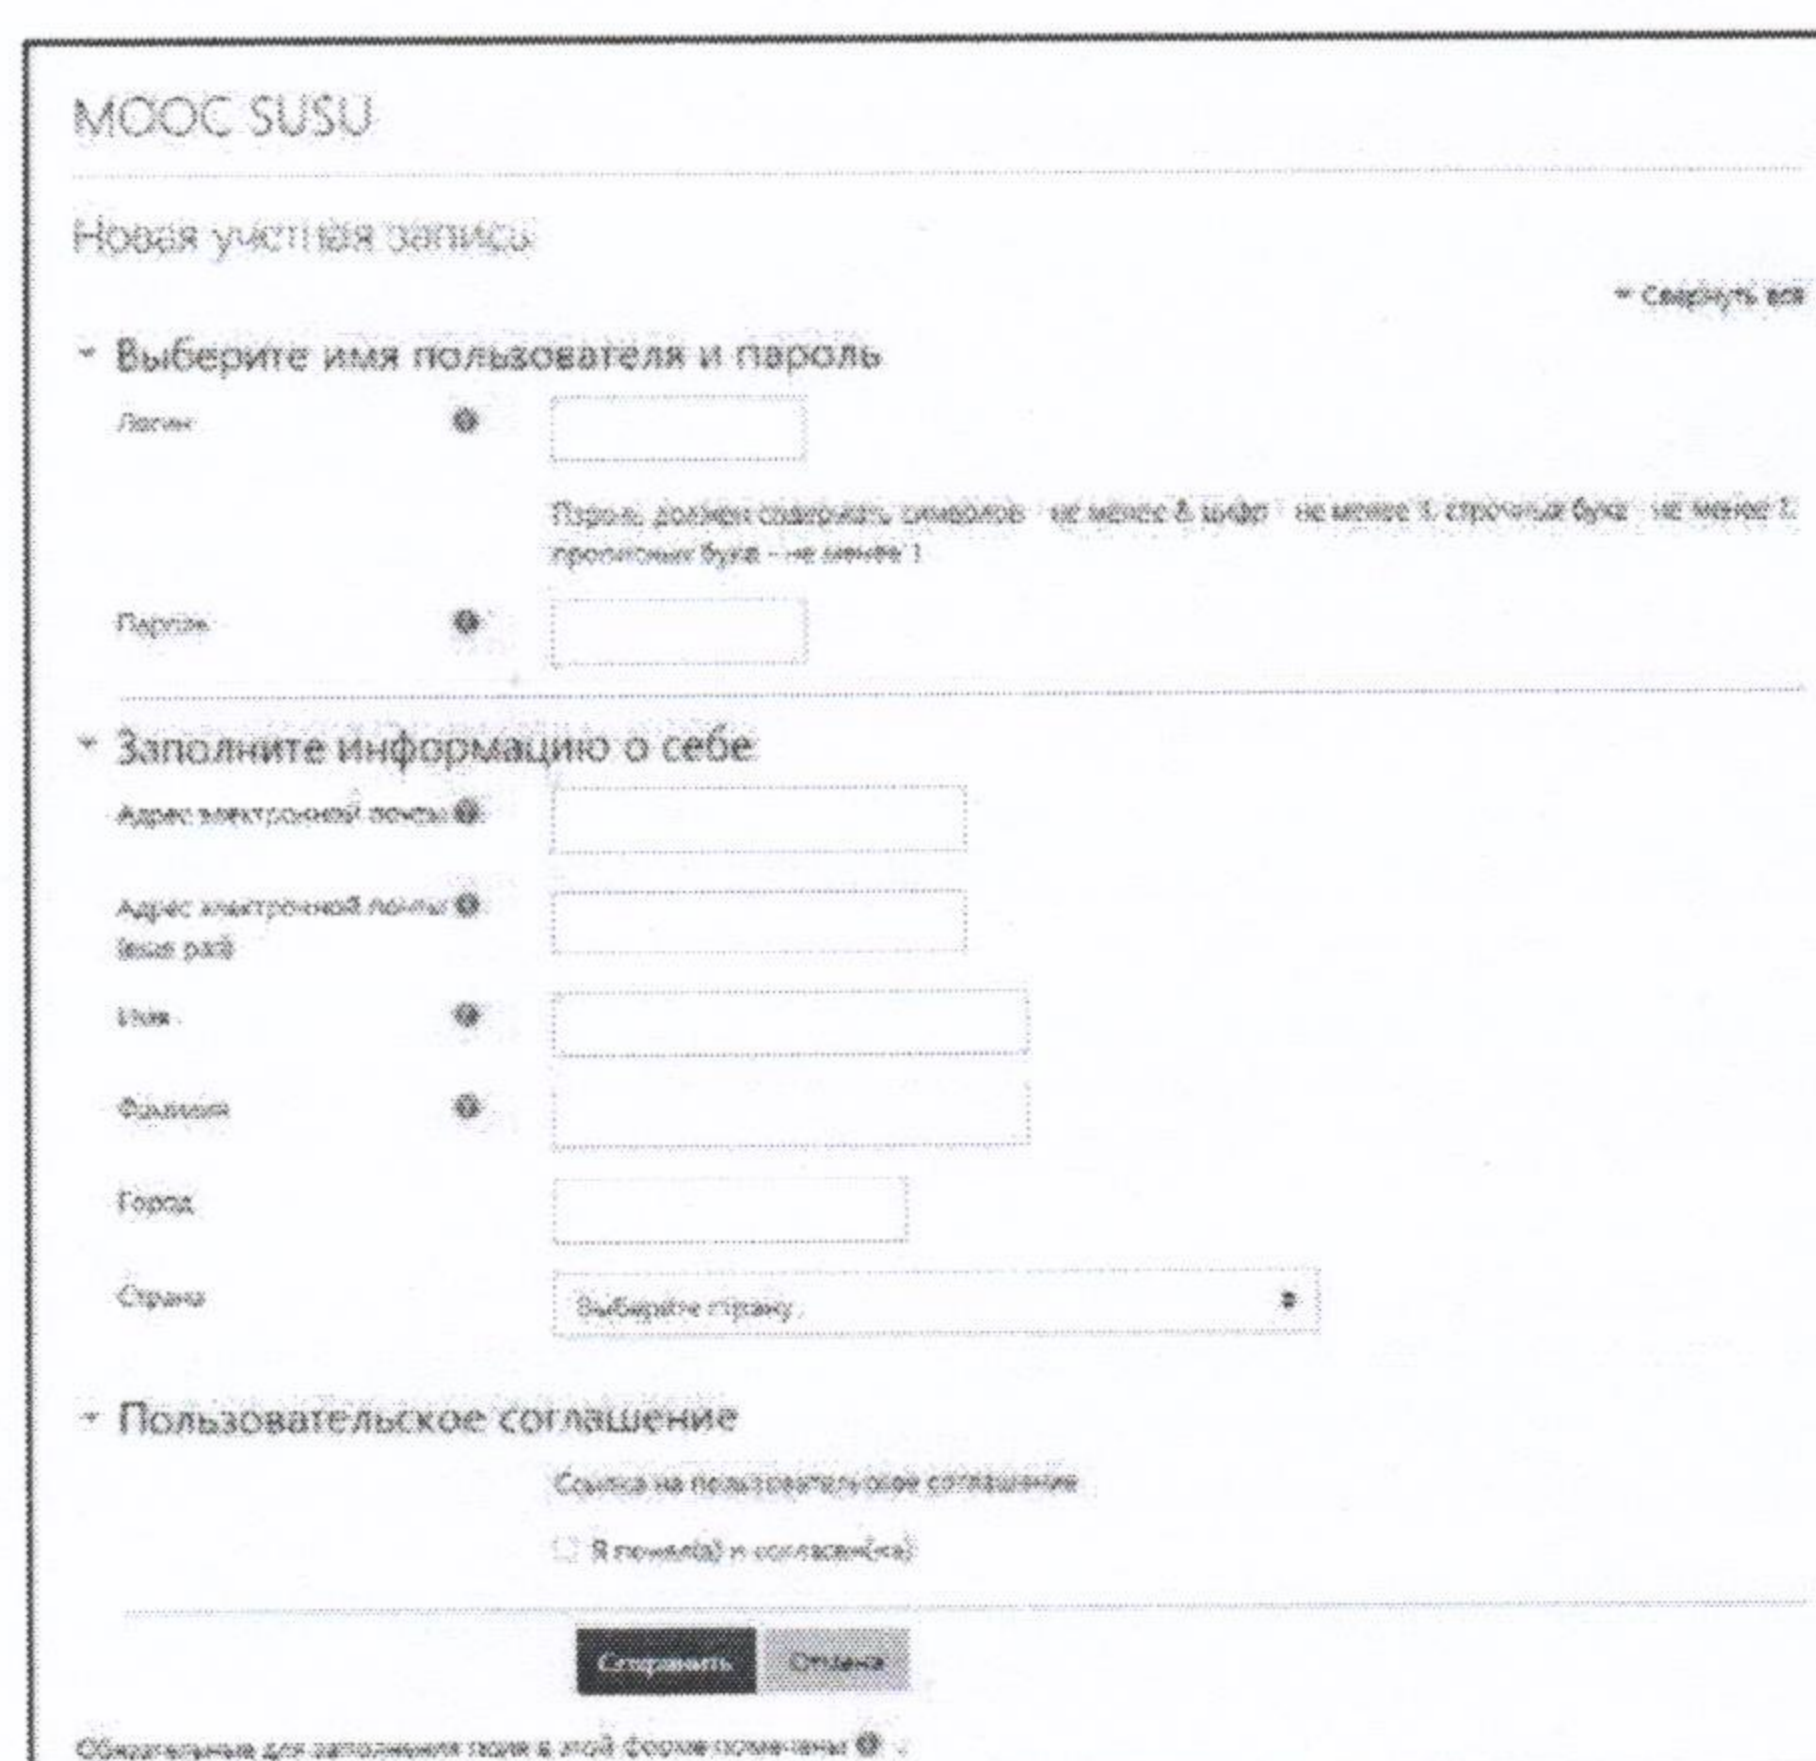 MOOC SUSU
Новая учетная запись
Свернуть всё
Выберите имя пользователя и пароль
Логин
Пароль должен содержать символов - не менее 8, цифр - не менее 1, строчных букв - не менее 1,
прописных букв - не менее 1
Пароль
Заполните информацию о себе
Адрес электронной почты
Адрес электронной почты
(еще раз)
Имя
Фамилия
Город
Страна
Выберите страну
Пользовательское соглашение
Ссылка на пользовательское соглашение
Я понял(а) и согласен(на)
Сохранить Отмена
Обязательные для заполнения поля в этой форме помечены